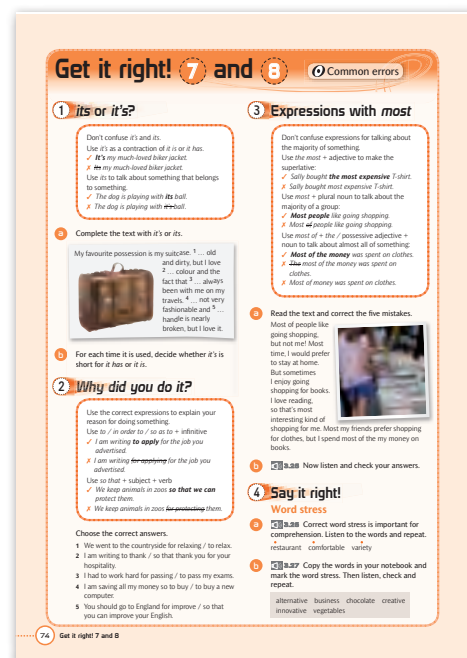 Get it right! 7 and 8
Common errors
1 its or it's?
Don't confuse it's and its.
Use it's as a contraction of it is or it has.
✓ It's my much-loved biker jacket.
✗ Its my much-loved biker jacket.
Use its to talk about something that belongs
to something.
✓ The dog is playing with its ball.
✗ The dog is playing with it's ball.
a Complete the text with it's or its.
My favourite possession is my suitcase. 1 … old
and dirty, but I love
2 … colour and the
fact that 3 … always
been with me on my
travels. 4 … not very
fashionable and 5 …
handle is nearly
broken, but I love it.
b For each time it is used, decide whether it's is
short for it has or it is.
2 Why did you do it?
Use the correct expressions to explain your
reason for doing something.
Use to / in order to / so as to + infinitive
✓ I am writing to apply for the job you
advertised.
✗ I am writing for applying for the job you
advertised.
Use so that + subject + verb
✓ We keep animals in zoos so that we can
protect them.
✗ We keep animals in zoos for protecting them.
Choose the correct answers.
1 We went to the countryside for relaxing / to relax.
2 I am writing to thank / so that thank you for your
hospitality.
3 I had to work hard for passing / to pass my exams.
4 I am saving all my money so to buy / to buy a new
computer.
5 You should go to England for improve / so that
you can improve your English.
3 Expressions with most
Don't confuse expressions for talking about
the majority of something.
Use the most + adjective to make the
superlative:
✓ Sally bought the most expensive T-shirt.
✗ Sally bought most expensive T-shirt.
Use most + plural noun to talk about the
majority of a group:
✓ Most people like going shopping.
✗ Most of people like going shopping.
Use most of + the / possessive adjective +
noun to talk about almost all of something:
✓ Most of the money was spent on clothes.
✗ The most of the money was spent on
clothes.
✗ Most of money was spent on clothes.
a Read the text and correct the five mistakes.
Most of people like
going shopping,
but not me! Most
time, I would prefer
to stay at home.
But sometimes
I enjoy going
shopping for books.
I love reading,
so that's most
interesting kind of
shopping for me. Most my friends prefer shopping
for clothes, but I spend most of the my money on
books.
b 3.25 Now listen and check your answers.
4 Say it right!
Word stress
a 3.26 Correct word stress is important for
comprehension. Listen to the words and repeat.
restaurant comfortable variety
b 3.27 Copy the words in your notebook and
mark the word stress. Then listen, check and
repeat.
alternative business chocolate creative
innovative vegetables
74 Get it right! 7 and 8